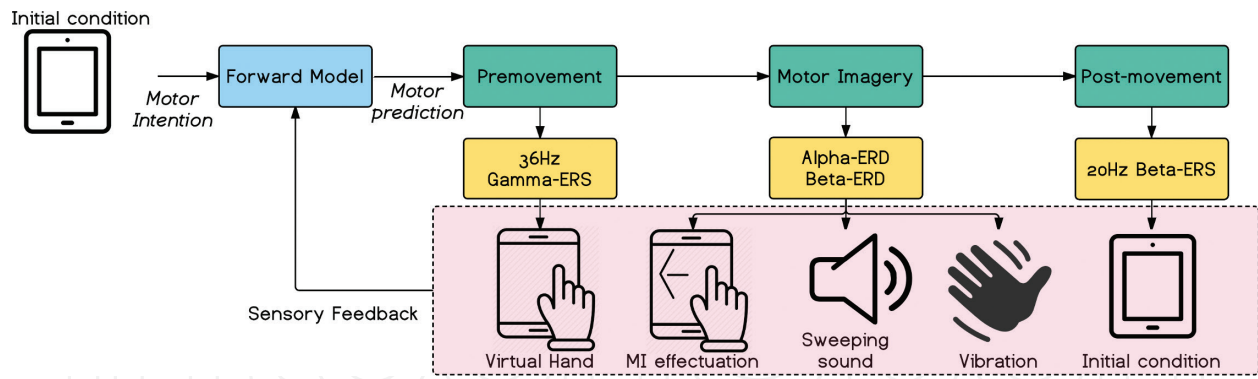 Initial condition
Motor
Intention
Forward Model
Motor
prediction
Premovement
Motor Imagery
Post-movement
36Hz
Gamma-ERS
Alpha-ERD
Beta-ERD
20Hz Beta-ERS
Sensory Feedback
Virtual Hand
MI effectuation
Sweeping
sound
Vibration
Initial condition